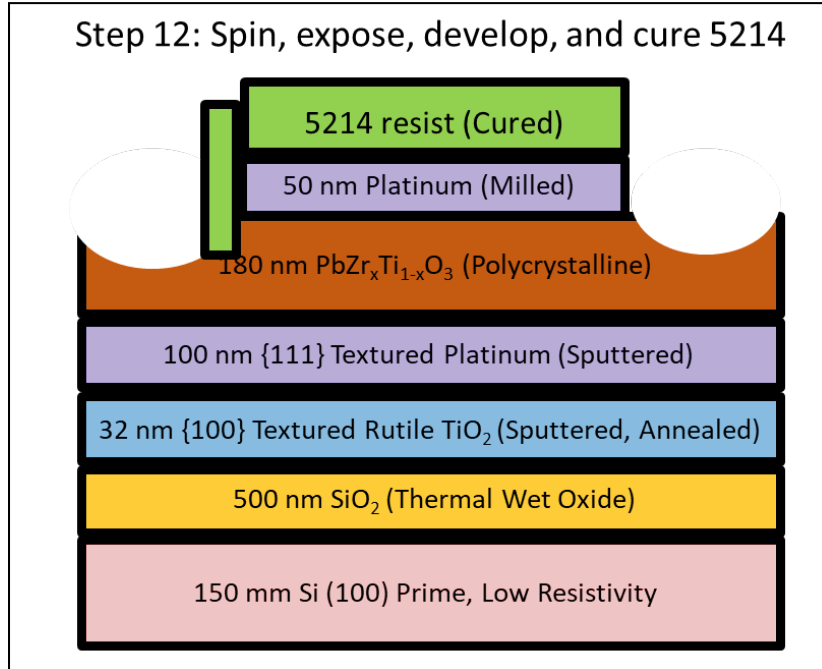 Step 12: Spin, expose, develop, and cure 5214
5214 resist (Cured)
50 nm Platinum (Milled)
180 nm PbZrₓTi₁₋ₓO₃ (Polycrystalline)
100 nm {111} Textured Platinum (Sputtered)
32 nm {100} Textured Rutile TiO₂ (Sputtered, Annealed)
500 nm SiO₂ (Thermal Wet Oxide)
150 mm Si (100) Prime, Low Resistivity